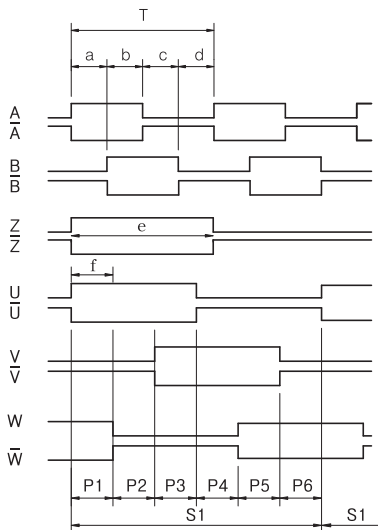 T
a b c d
A
A̅
B
B̅
Z
Z̅
e
f
U
U̅
V
V̅
W
W̅
P1 P2 P3 P4 P5 P6
S1 S1